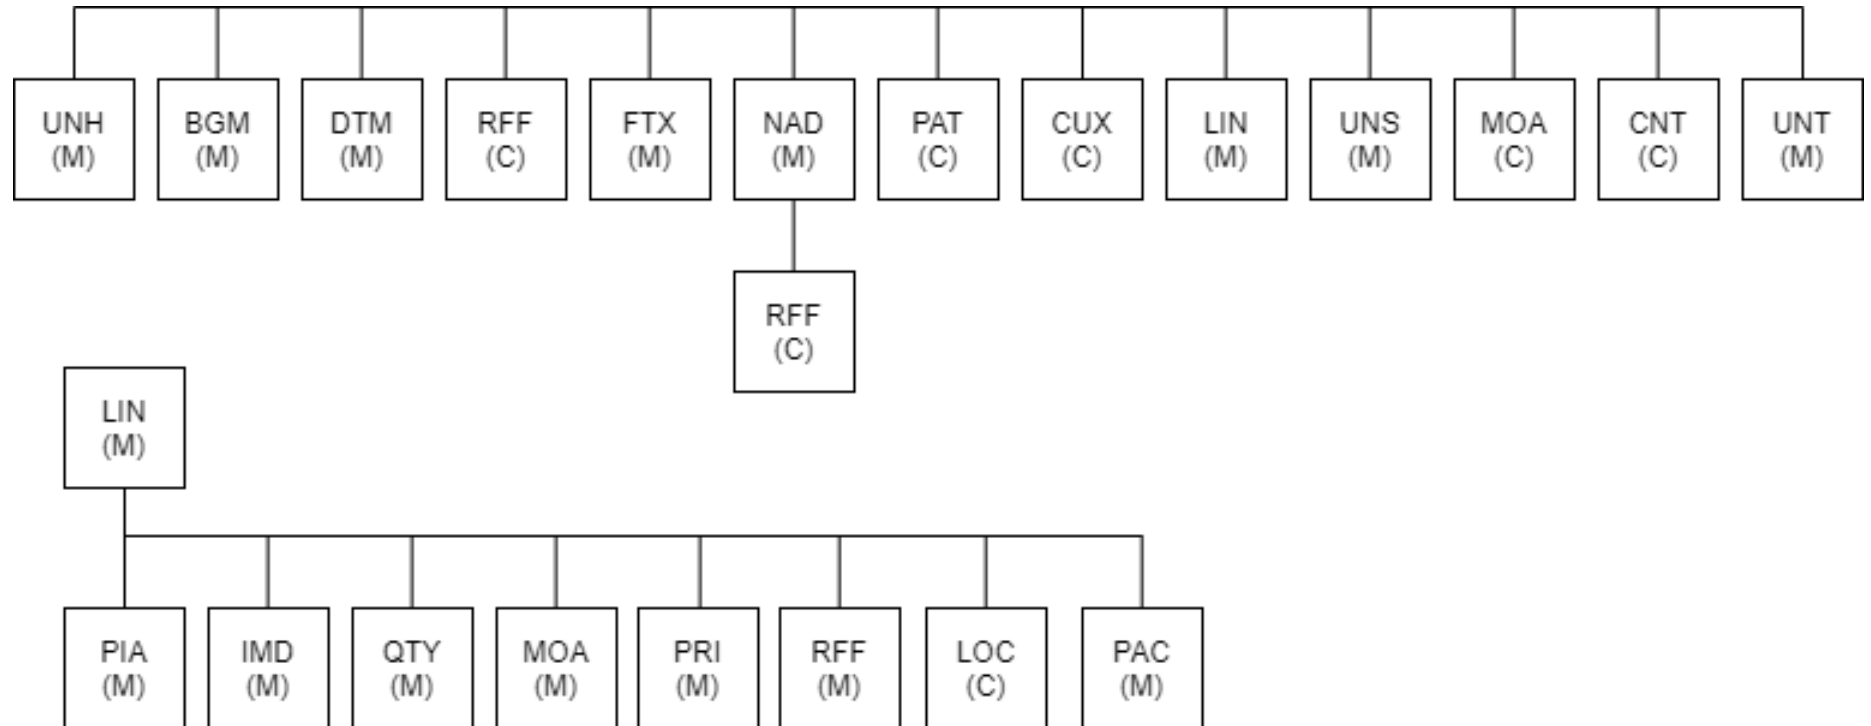 UNH
(M)
BGM
(M)
DTM
(M)
RFF
(C)
FTX
(M)
NAD
(M)
PAT
(C)
CUX
(C)
LIN
(M)
UNS
(M)
MOA
(C)
CNT
(C)
UNT
(M)
RFF
(C)
LIN
(M)
PIA
(M)
IMD
(M)
QTY
(M)
MOA
(M)
PRI
(M)
RFF
(M)
LOC
(C)
PAC
(M)